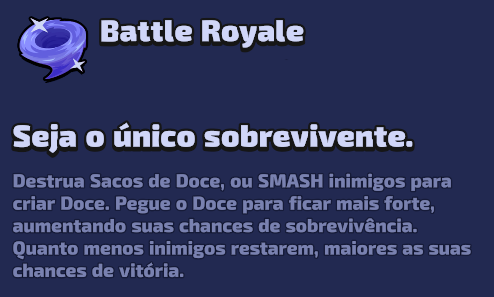 Battle Royale
Seja o único sobrevivente.
Destrua Sacos de Doce, ou SMASH inimigos para
criar Doce. Pegue o Doce para ficar mais forte,
aumentando suas chances de sobrevivência.
Quanto menos inimigos restarem, maiores as suas
chances de vitória.